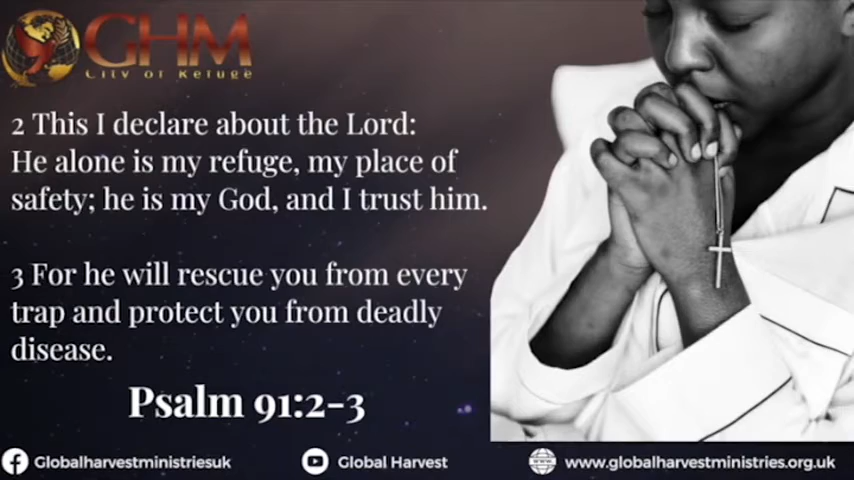 GHM
City of Refuge
2 This I declare about the Lord:
He alone is my refuge, my place of
safety; he is my God, and I trust him.
3 For he will rescue you from every
trap and protect you from deadly
disease.
Psalm 91:2-3
Globalharvestministriesuk
Global Harvest
www.globalharvestministries.org.uk